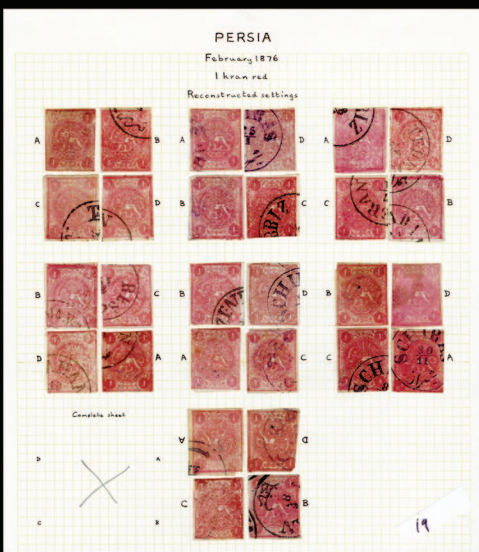 PERSIA
February 1876
1 kran red
Reconstructed settings
A B A D A D
C D B C C B
B C B D B D
D A A C C A
Complete sheet
D A
C B
A D
C B
19